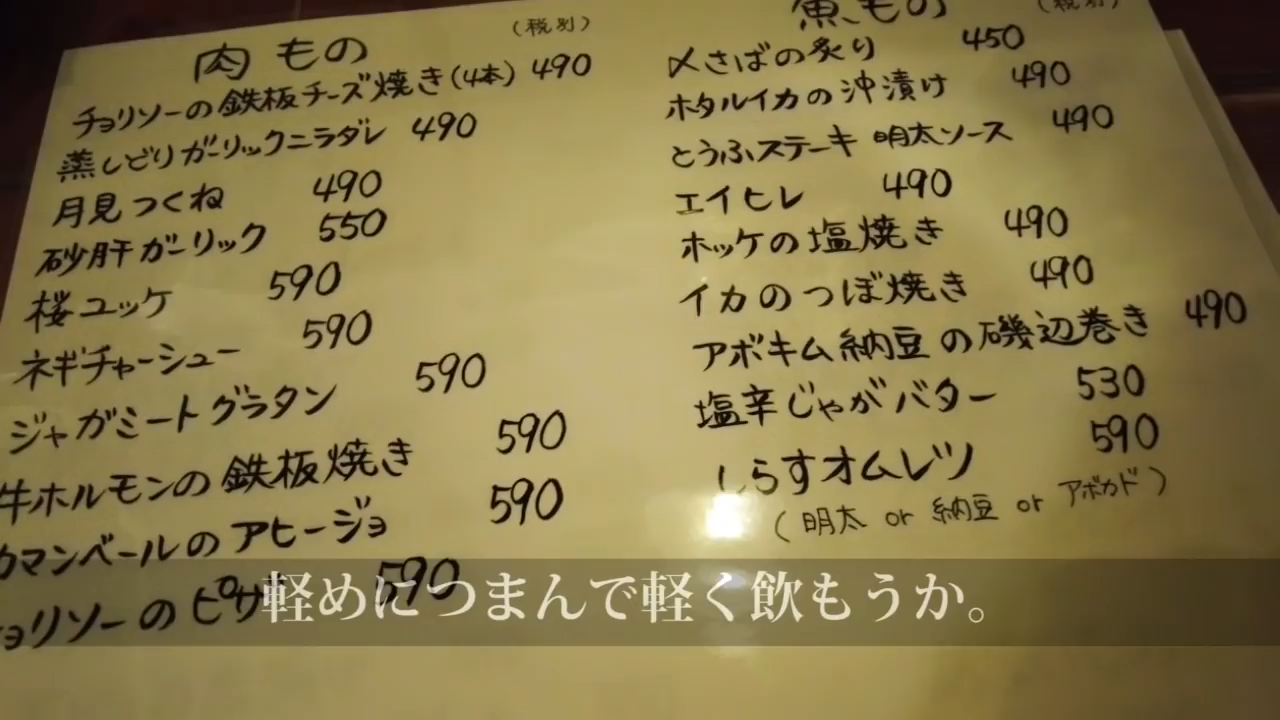 肉もの (税別)
チョリソーの鉄板チーズ焼き(4本) 490
蒸しどりガーリックニラダレ 490
月見つくね 490
砂肝ガーリック 550
桜ユッケ 590
ネギチャーシュー 590
ジャガミートグラタン 590
牛ホルモンの鉄板焼き 590
カマンベールのアヒージョ 590
チョリソーのピザ 590
魚もの (税別)
〆さばの炙り 450
ホタルイカの沖漬け 490
とうふステーキ 明太ソース 490
エイヒレ 490
ホッケの塩焼き 490
イカのつぼ焼き 490
アボキム納豆の磯辺巻き 490
塩辛じゃがバター 530
しらすオムレツ 590
(明太 or 納豆 or アボカド)
軽めにつまんで軽く飲もうか。